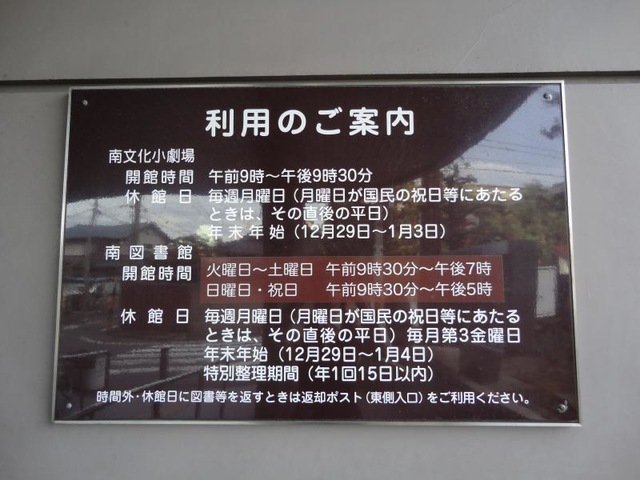 利用のご案内
南文化小劇場
開館時間 午前9時～午後9時30分
休館日 毎週月曜日（月曜日が国民の祝日等にあたる
ときは、その直後の平日）
年末年始（12月29日～1月3日）
南図書館
開館時間 火曜日～土曜日 午前9時30分～午後7時
日曜日・祝日 午前9時30分～午後5時
休館日 毎週月曜日（月曜日が国民の祝日等にあたる
ときは、その直後の平日）毎月第3金曜日
年末年始（12月29日～1月4日）
特別整理期間（年1回15日以内）
時間外・休館日に図書等を返すときは返却ポスト（東側入口）をご利用ください。